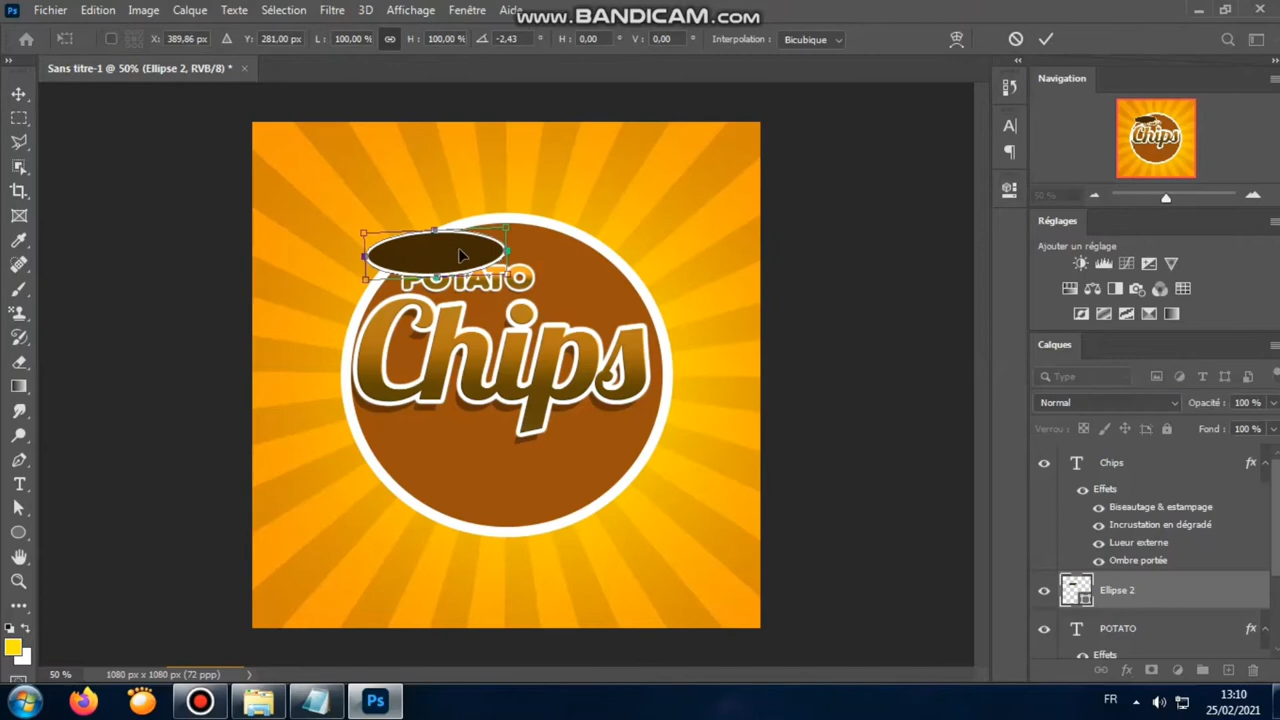 www.BANDICAM.com
Fichier Edition Image Calque Texte Sélection Filtre 3D Affichage Fenêtre Aide
X: 389,86 px Y: 281,00 px L: 100,00 % H: 100,00 % -2,43 ° H: 0,00 ° V: 0,00 ° Interpolation : Bicubique
Sans titre-1 @ 50% (Ellipse 2, RVB/8) *
Navigation
50 %
Réglages
Ajouter un réglage
Calques
Type
Normal Opacité : 100 %
Verrou : Fond : 100 %
Chips fx
Effets
Biseautage & estampage
Incrustation en dégradé
Lueur externe
Ombre portée
Ellipse 2
POTATO fx
Effets
POTATO
Chips
Chips
50 % 1080 px x 1080 px (72 ppp)
FR 13:10
25/02/2021